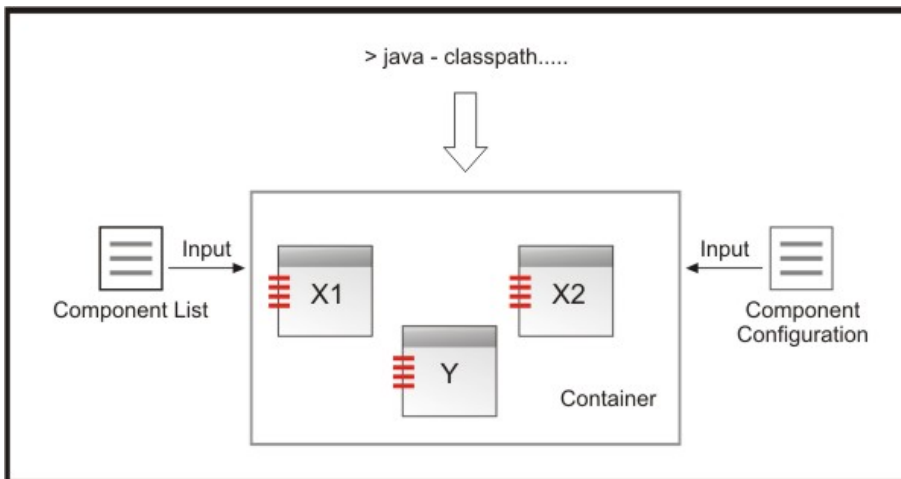 > java - classpath.....
Input
Input
X1
X2
Component List
Component
Configuration
Y
Container